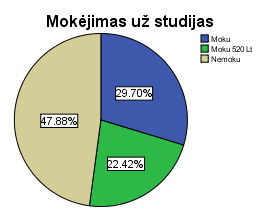 Mokėjimas už studijas
Moku
Moku 520 Lt
Nemoku
29.70%
47.88%
22.42%